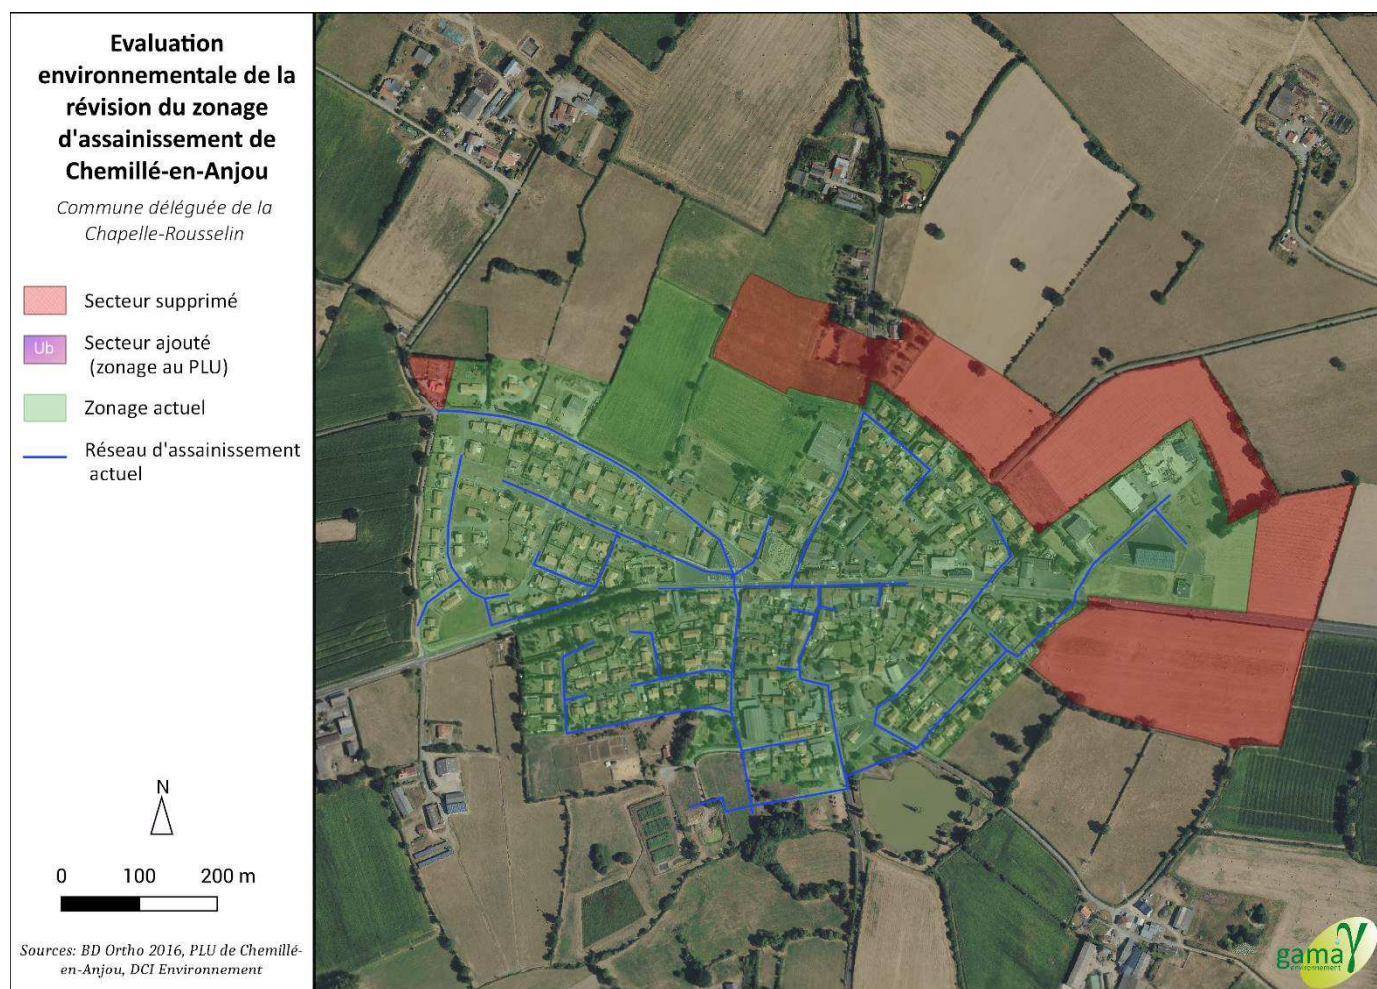 Evaluation
environnementale de la
révision du zonage
d'assainissement de
Chemillé-en-Anjou
Commune déléguée de la
Chapelle-Rousselin
Secteur supprimé
Ub
Secteur ajouté
(zonage au PLU)
Zonage actuel
Réseau d'assainissement
actuel
N
0 100 200 m
Sources: BD Ortho 2016, PLU de Chemillé-
en-Anjou, DCI Environnement
gama
environnement